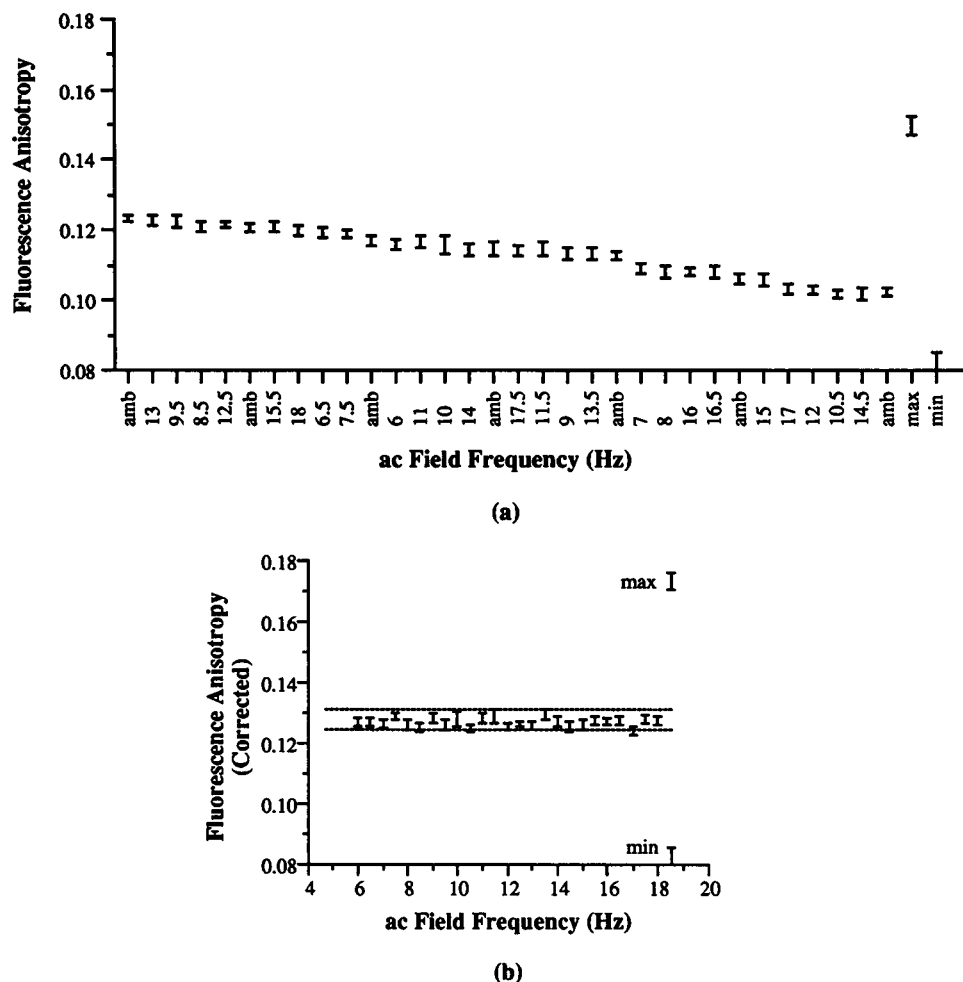 0.18
0.16
0.14
0.12
0.10
0.08
Fluorescence Anisotropy
amb 13 9.5 8.5 12.5 amb 15.5 18 6.5 7.5 amb 6 11 10 14 amb 17.5 11.5 9 13.5 amb 7 8 16 16.5 amb 15 17 12 10.5 14.5 amb max min
ac Field Frequency (Hz)
(a)
0.18
0.16
0.14
0.12
0.10
0.08
Fluorescence Anisotropy
(Corrected)
max
min
4 6 8 10 12 14 16 18 20
ac Field Frequency (Hz)
(b)